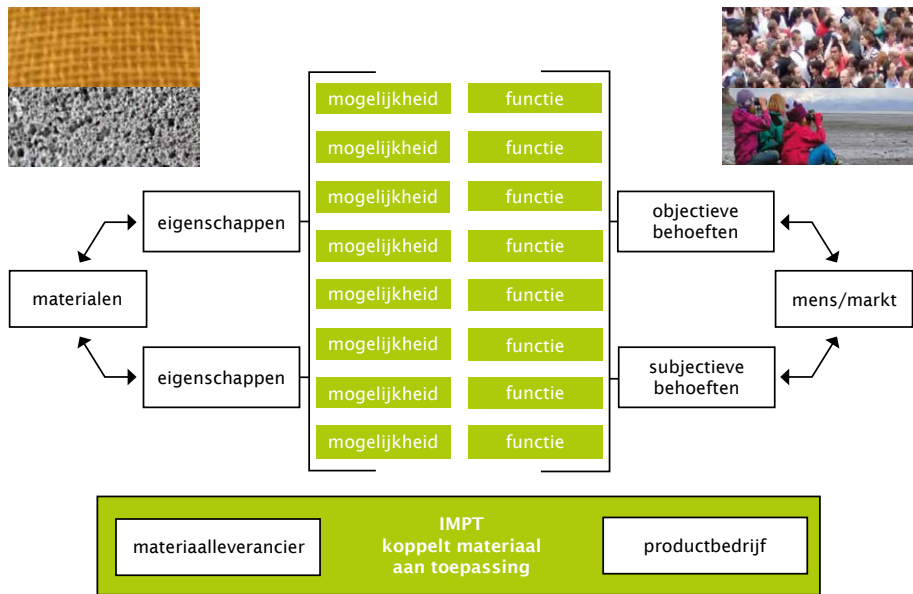 mogelijkheid functie
mogelijkheid functie
mogelijkheid functie
eigenschappen
objectieve
behoeften
mogelijkheid functie
materialen
mogelijkheid functie
mens/markt
mogelijkheid functie
eigenschappen
subjectieve
behoeften
mogelijkheid functie
mogelijkheid functie
materiaalleverancier
IMPT
koppelt materiaal
aan toepassing
productbedrijf